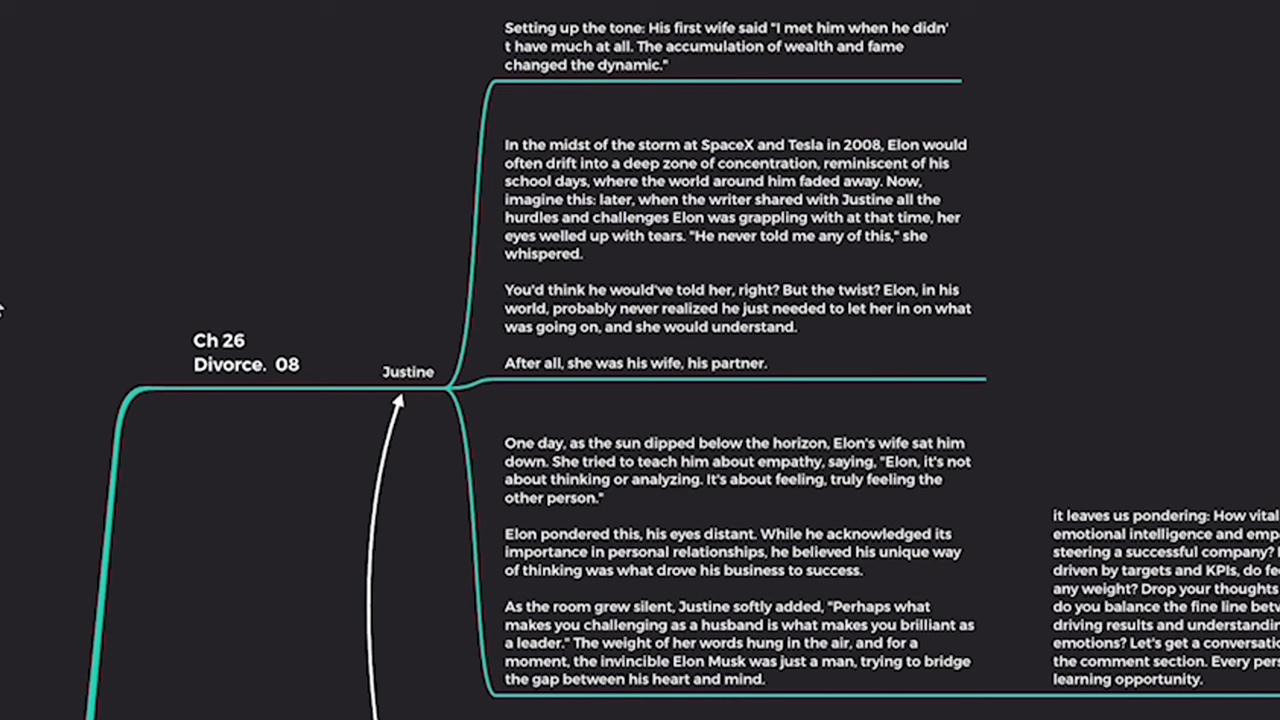 Setting up the tone: His first wife said "I met him when he didn'
t have much at all. The accumulation of wealth and fame
changed the dynamic."
In the midst of the storm at SpaceX and Tesla in 2008, Elon would
often drift into a deep zone of concentration, reminiscent of his
school days, where the world around him faded away. Now,
imagine this: later, when the writer shared with Justine all the
hurdles and challenges Elon was grappling with at that time, her
eyes welled up with tears. "He never told me any of this," she
whispered.
You'd think he would've told her, right? But the twist? Elon, in his
world, probably never realized he just needed to let her in on what
was going on, and she would understand.
After all, she was his wife, his partner.
Ch 26
Divorce. 08
Justine
One day, as the sun dipped below the horizon, Elon's wife sat him
down. She tried to teach him about empathy, saying, "Elon, it's not
about thinking or analyzing. It's about feeling, truly feeling the
other person."
Elon pondered this, his eyes distant. While he acknowledged its
importance in personal relationships, he believed his unique way
of thinking was what drove his business to success.
As the room grew silent, Justine softly added, "Perhaps what
makes you challenging as a husband is what makes you brilliant as
a leader." The weight of her words hung in the air, and for a
moment, the invincible Elon Musk was just a man, trying to bridge
the gap between his heart and mind.
it leaves us pondering: How vital
emotional intelligence and
steering a successful company?
driven by targets and KPIs, do
any weight? Drop your thoughts
do you balance the fine line
driving results and
emotions? Let's get a
the comment section. Every
learning opportunity.